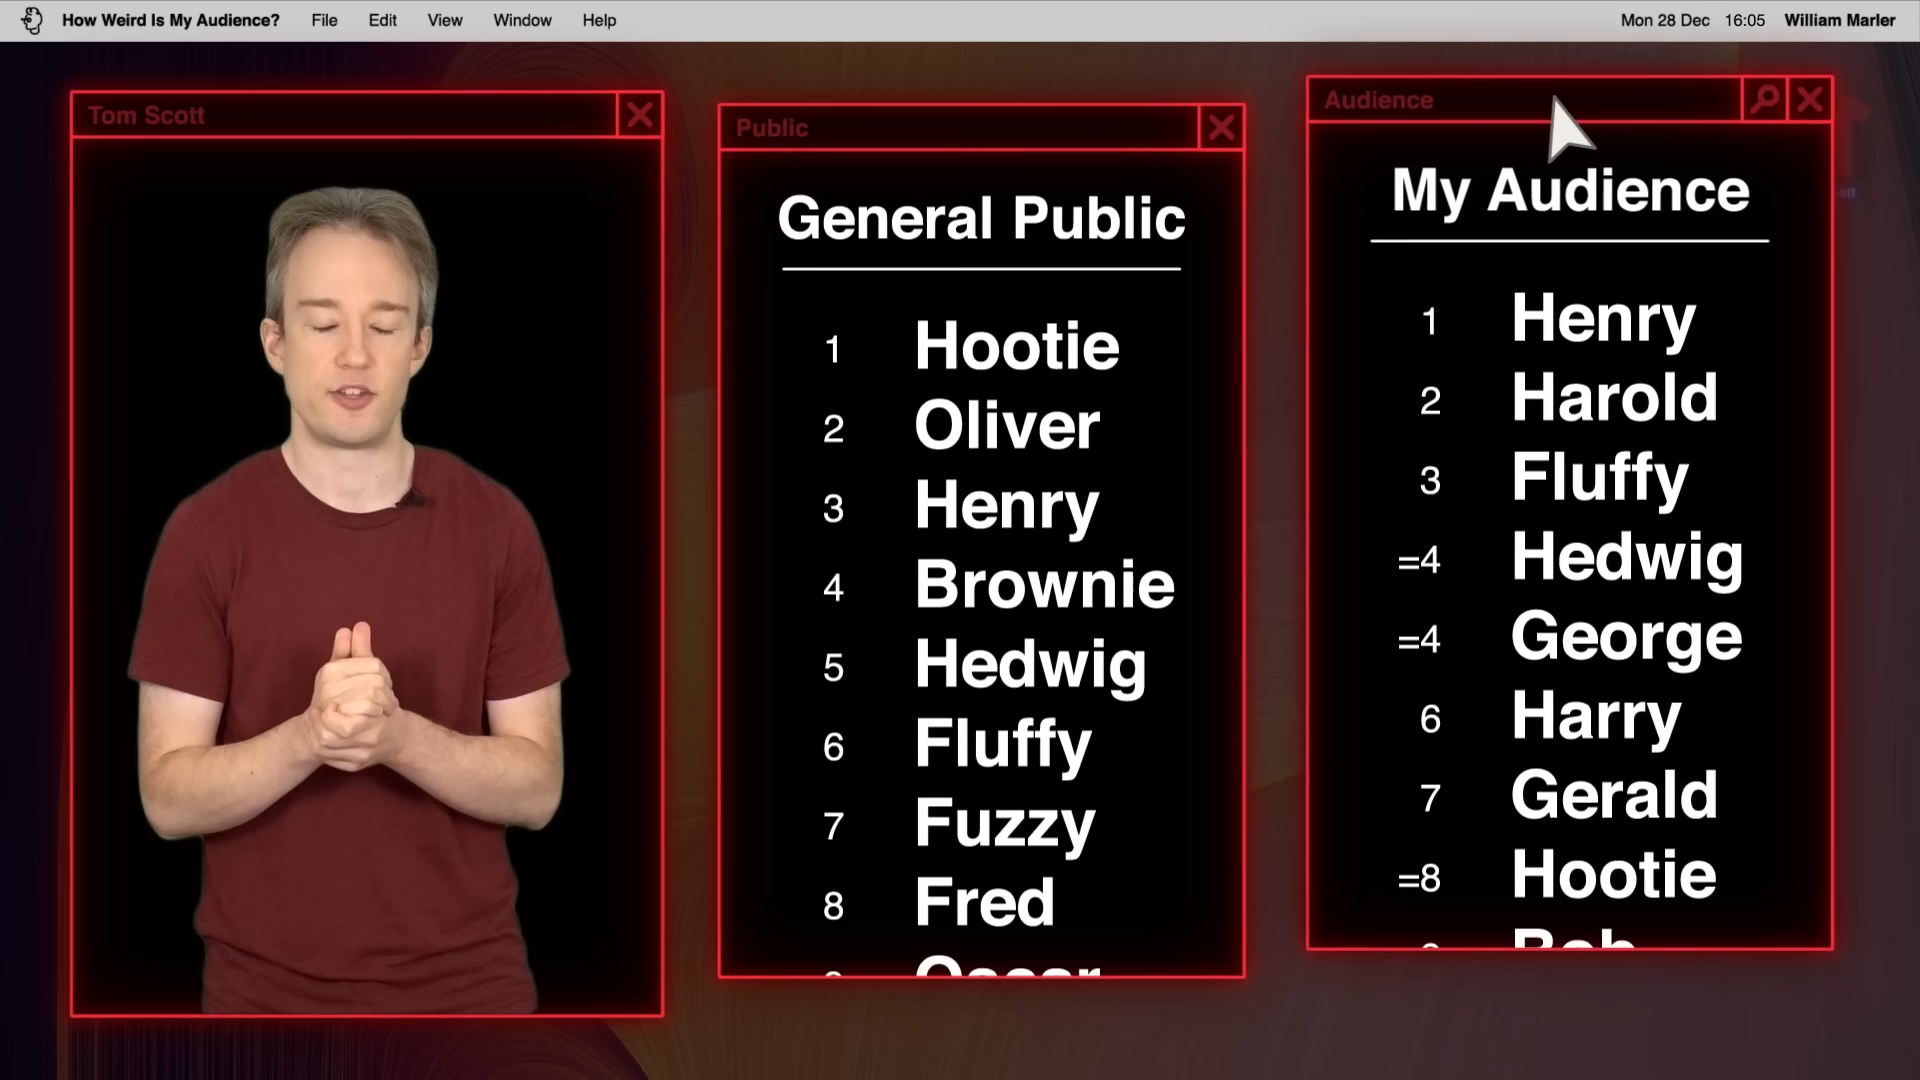 How Weird Is My Audience? File Edit View Window Help Mon 28 Dec 16:05 William Marler
Tom Scott
Public
General Public
1 Hootie
2 Oliver
3 Henry
4 Brownie
5 Hedwig
6 Fluffy
7 Fuzzy
8 Fred
Audience
My Audience
1 Henry
2 Harold
3 Fluffy
=4 Hedwig
=4 George
6 Harry
7 Gerald
=8 Hootie